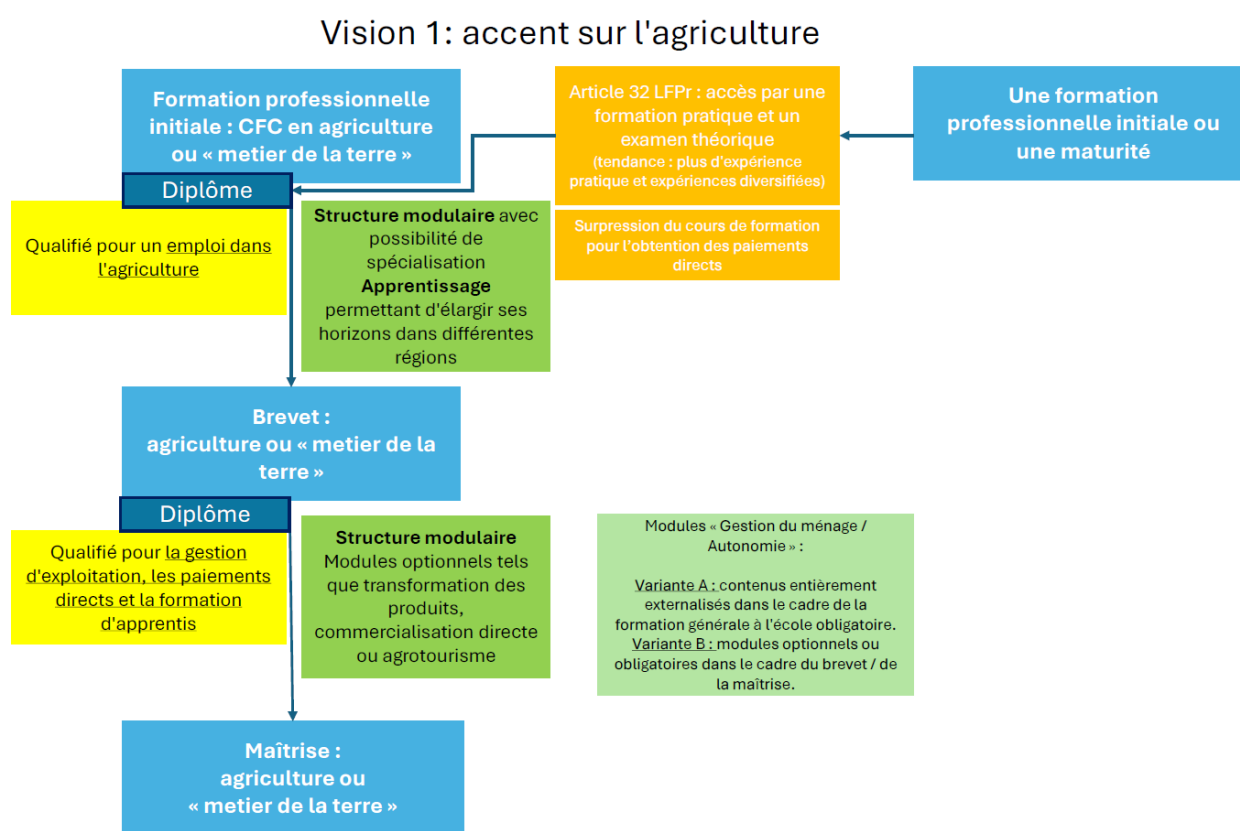 Vision 1: accent sur l'agriculture
Formation professionnelle
initiale : CFC en agriculture
ou « metier de la terre »
Diplôme
Qualifié pour un emploi dans
l'agriculture
Structure modulaire avec
possibilité de
spécialisation
Apprentissage
permettant d'élargir ses
horizons dans différentes
régions
Article 32 LFPr : accès par une
formation pratique et un
examen théorique
(tendance : plus d'expérience
pratique et expériences diversifiées)
Surpression du cours de formation
pour l'obtention des paiements
directs
Une formation
professionnelle initiale ou
une maturité
Brevet :
agriculture ou « metier de la
terre »
Diplôme
Qualifié pour la gestion
d'exploitation, les paiements
directs et la formation
d'apprentis
Structure modulaire
Modules optionnels tels
que transformation des
produits,
commercialisation directe
ou agrotourisme
Modules « Gestion du ménage /
Autonomie » :
Variante A : contenus entièrement
externalisés dans le cadre de la
formation générale à l'école obligatoire.
Variante B : modules optionnels ou
obligatoires dans le cadre du brevet / de
la maîtrise.
Maîtrise :
agriculture ou
« metier de la terre »